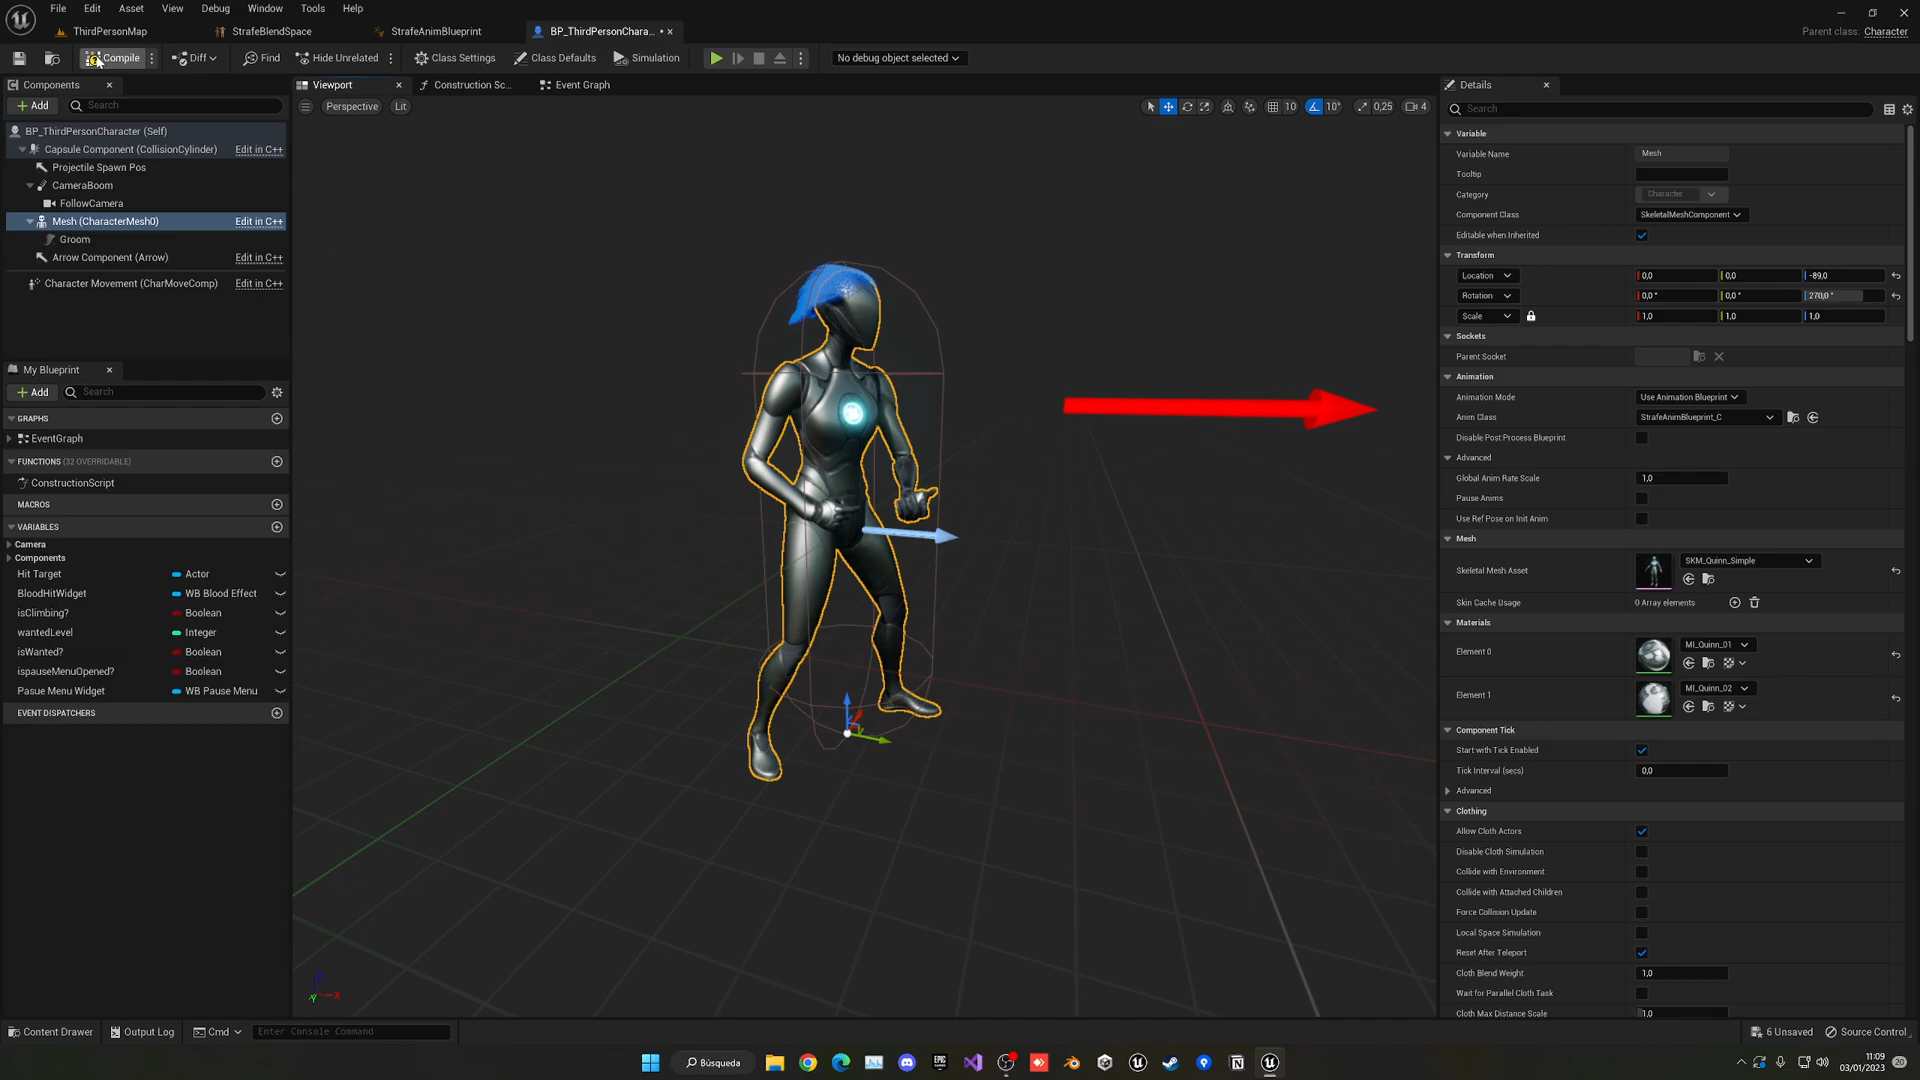 File Edit Asset View Debug Window Tools Help
ThirdPersonMap StrafeBlendSpace StrafeAnimBlueprint BP_ThirdPersonChara... •
Parent class: Character
Compile Diff Find Hide Unrelated Class Settings Class Defaults Simulation No debug object selected
Components
Add Search
BP_ThirdPersonCharacter (Self)
Capsule Component (CollisionCylinder) Edit in C++
Projectile Spawn Pos
CameraBoom
FollowCamera
Mesh (CharacterMesh0) Edit in C++
Groom
Arrow Component (Arrow) Edit in C++
Character Movement (CharMoveComp) Edit in C++
My Blueprint
Add Search
GRAPHS
EventGraph
FUNCTIONS (32 OVERRIDABLE)
ConstructionScript
MACROS
VARIABLES
Camera
Components
Hit Target Actor
BloodHitWidget WB Blood Effect
isClimbing? Boolean
wantedLevel Integer
isWanted? Boolean
ispauseMenuOpened? Boolean
Pasue Menu Widget WB Pause Menu
EVENT DISPATCHERS
Viewport Construction Sc... Event Graph
Perspective Lit 10 10° 0,25 4
Y X
Details
Search
Variable
Variable Name Mesh
Tooltip
Category Character
Component Class SkeletalMeshComponent
Editable when Inherited
Transform
Location 0,0 0,0 -89,0
Rotation 0,0 ° 0,0 ° 270,0 °
Scale 1,0 1,0 1,0
Sockets
Parent Socket
Animation
Animation Mode Use Animation Blueprint
Anim Class StrafeAnimBlueprint_C
Disable Post Process Blueprint
Advanced
Global Anim Rate Scale 1,0
Pause Anims
Use Ref Pose on Init Anim
Mesh
Skeletal Mesh Asset SKM_Quinn_Simple
Skin Cache Usage 0 Array elements
Materials
Element 0 MI_Quinn_01
Element 1 MI_Quinn_02
Component Tick
Start with Tick Enabled
Tick Interval (secs) 0,0
Advanced
Clothing
Allow Cloth Actors
Disable Cloth Simulation
Collide with Environment
Collide with Attached Children
Force Collision Update
Local Space Simulation
Reset After Teleport
Cloth Blend Weight 1,0
Wait for Parallel Cloth Task
Cloth Max Distance Scale 1,0
Content Drawer Output Log Cmd Enter Console Command 6 Unsaved Source Control
Búsqueda
11:09
03/01/2023
20